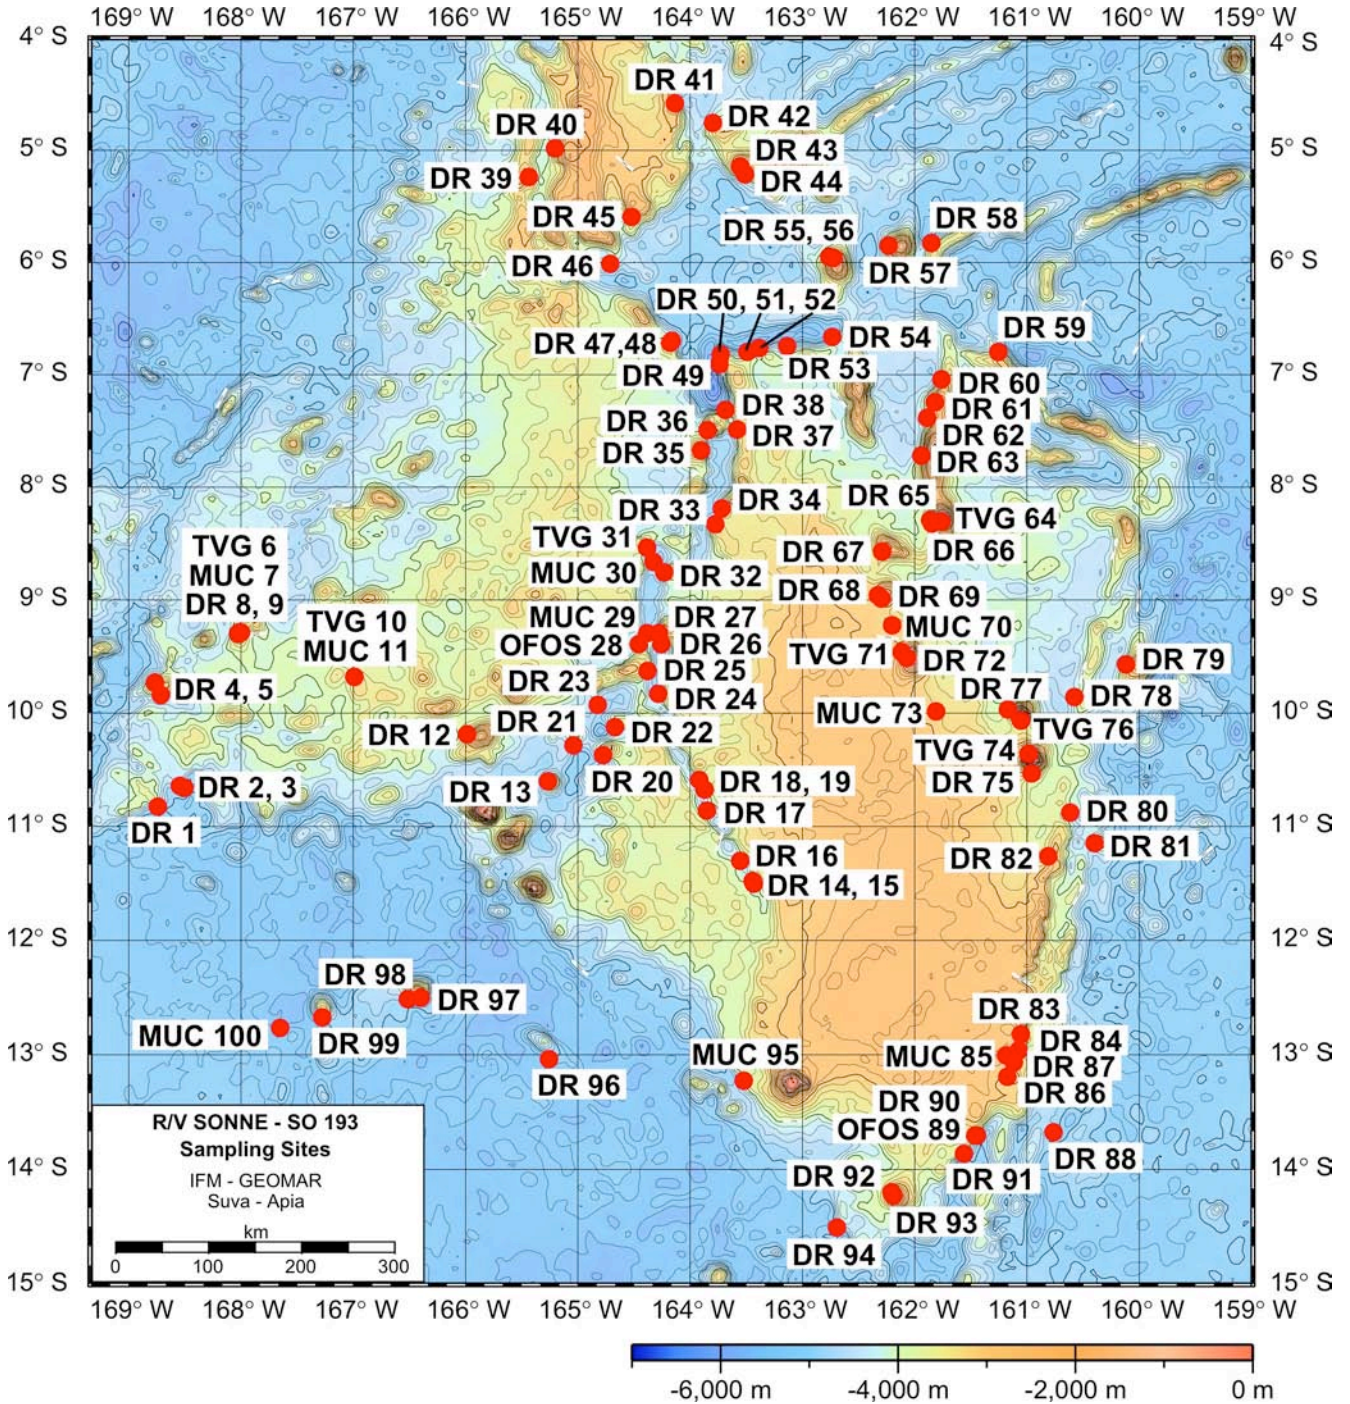 169° W 168° W 167° W 166° W 165° W 164° W 163° W 162° W 161° W 160° W 159° W
4° S 4° S
DR 41
DR 42
DR 40
5° S 5° S
DR 43
DR 39
DR 44
DR 45
DR 58
DR 55, 56
6° S 6° S
DR 46
DR 57
DR 50, 51, 52
DR 59
DR 54
DR 47,48
DR 53
7° S 7° S
DR 49
DR 60
DR 38
DR 61
DR 36
DR 37
DR 62
DR 35
DR 63
8° S 8° S
DR 65
DR 34
DR 33
TVG 64
TVG 31
DR 67
DR 66
TVG 6
MUC 7
DR 8, 9
MUC 30
DR 32
DR 68
DR 69
9° S 9° S
MUC 29
DR 27
MUC 70
TVG 10
MUC 11
OFOS 28
DR 26
TVG 71
DR 72
DR 79
DR 25
DR 23
DR 4, 5
DR 77
DR 78
DR 24
10° S 10° S
MUC 73
DR 21
DR 12
DR 22
TVG 76
TVG 74
DR 2, 3
DR 13
DR 20
DR 18, 19
DR 75
DR 17
DR 80
11° S 11° S
DR 1
DR 16
DR 82
DR 81
DR 14, 15
12° S 12° S
DR 98
DR 97
DR 83
MUC 100
DR 99
DR 84
13° S 13° S
MUC 95
MUC 85
DR 87
DR 96
DR 86
DR 90
OFOS 89
DR 88
14° S 14° S
DR 92
DR 91
DR 93
DR 94
R/V SONNE - SO 193
Sampling Sites
IFM - GEOMAR
Suva - Apia
km
0 100 200 300
15° S 15° S
169° W 168° W 167° W 166° W 165° W 164° W 163° W 162° W 161° W 160° W 159° W
-6,000 m -4,000 m -2,000 m 0 m